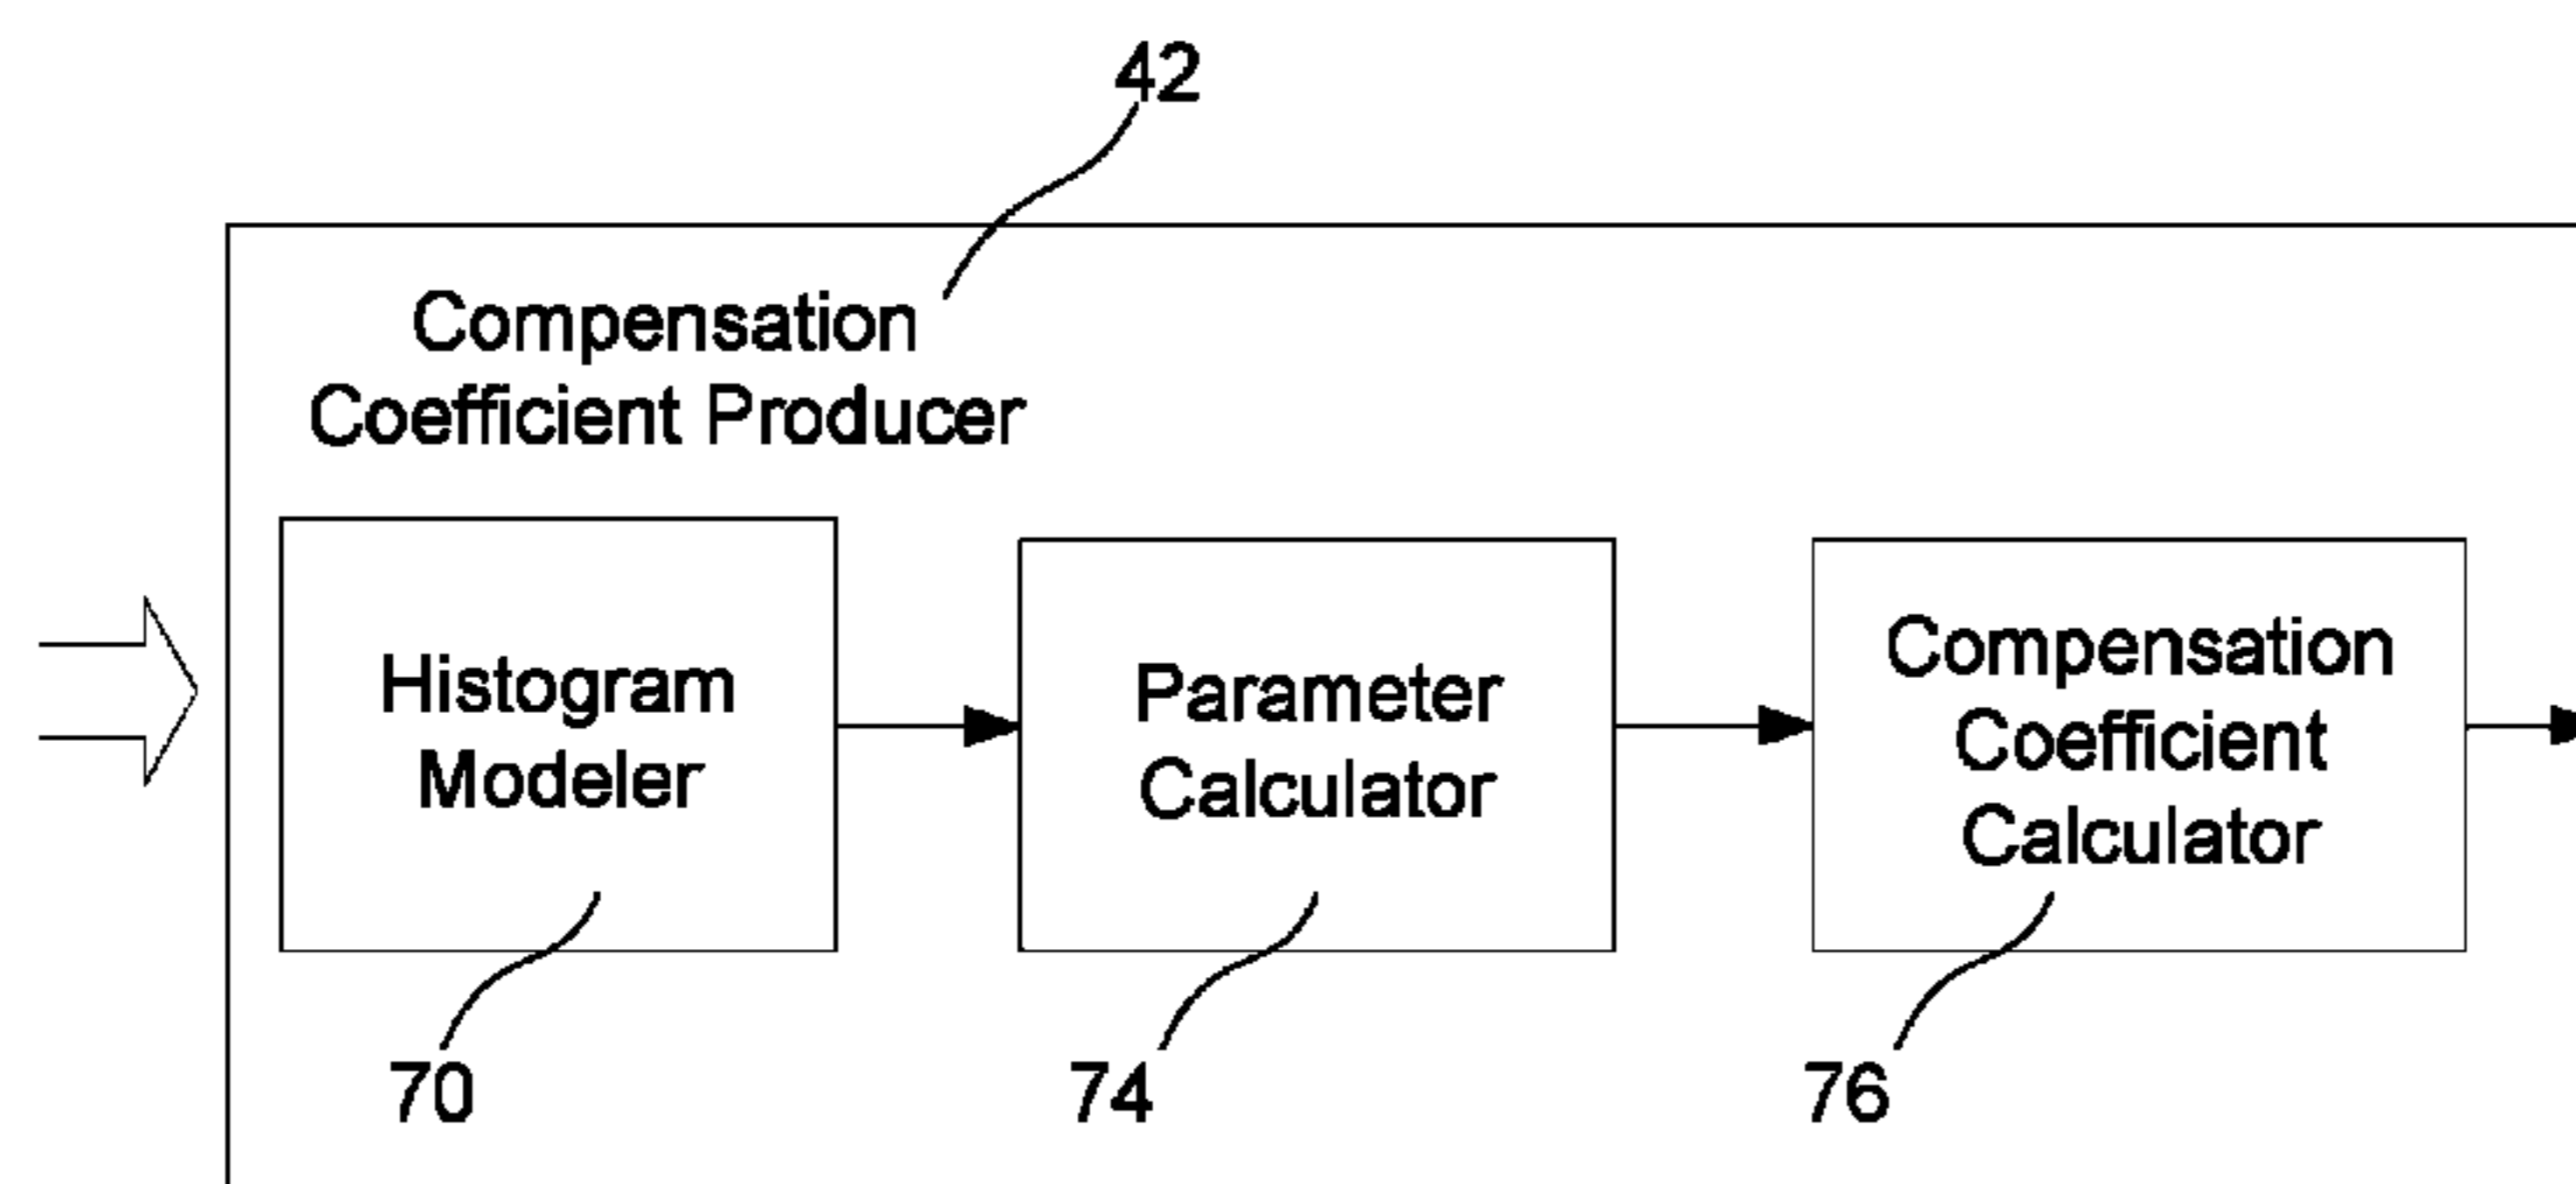 42
Compensation
Coefficient Producer
Histogram
Modeler
Parameter
Calculator
Compensation
Coefficient
Calculator
70
74
76